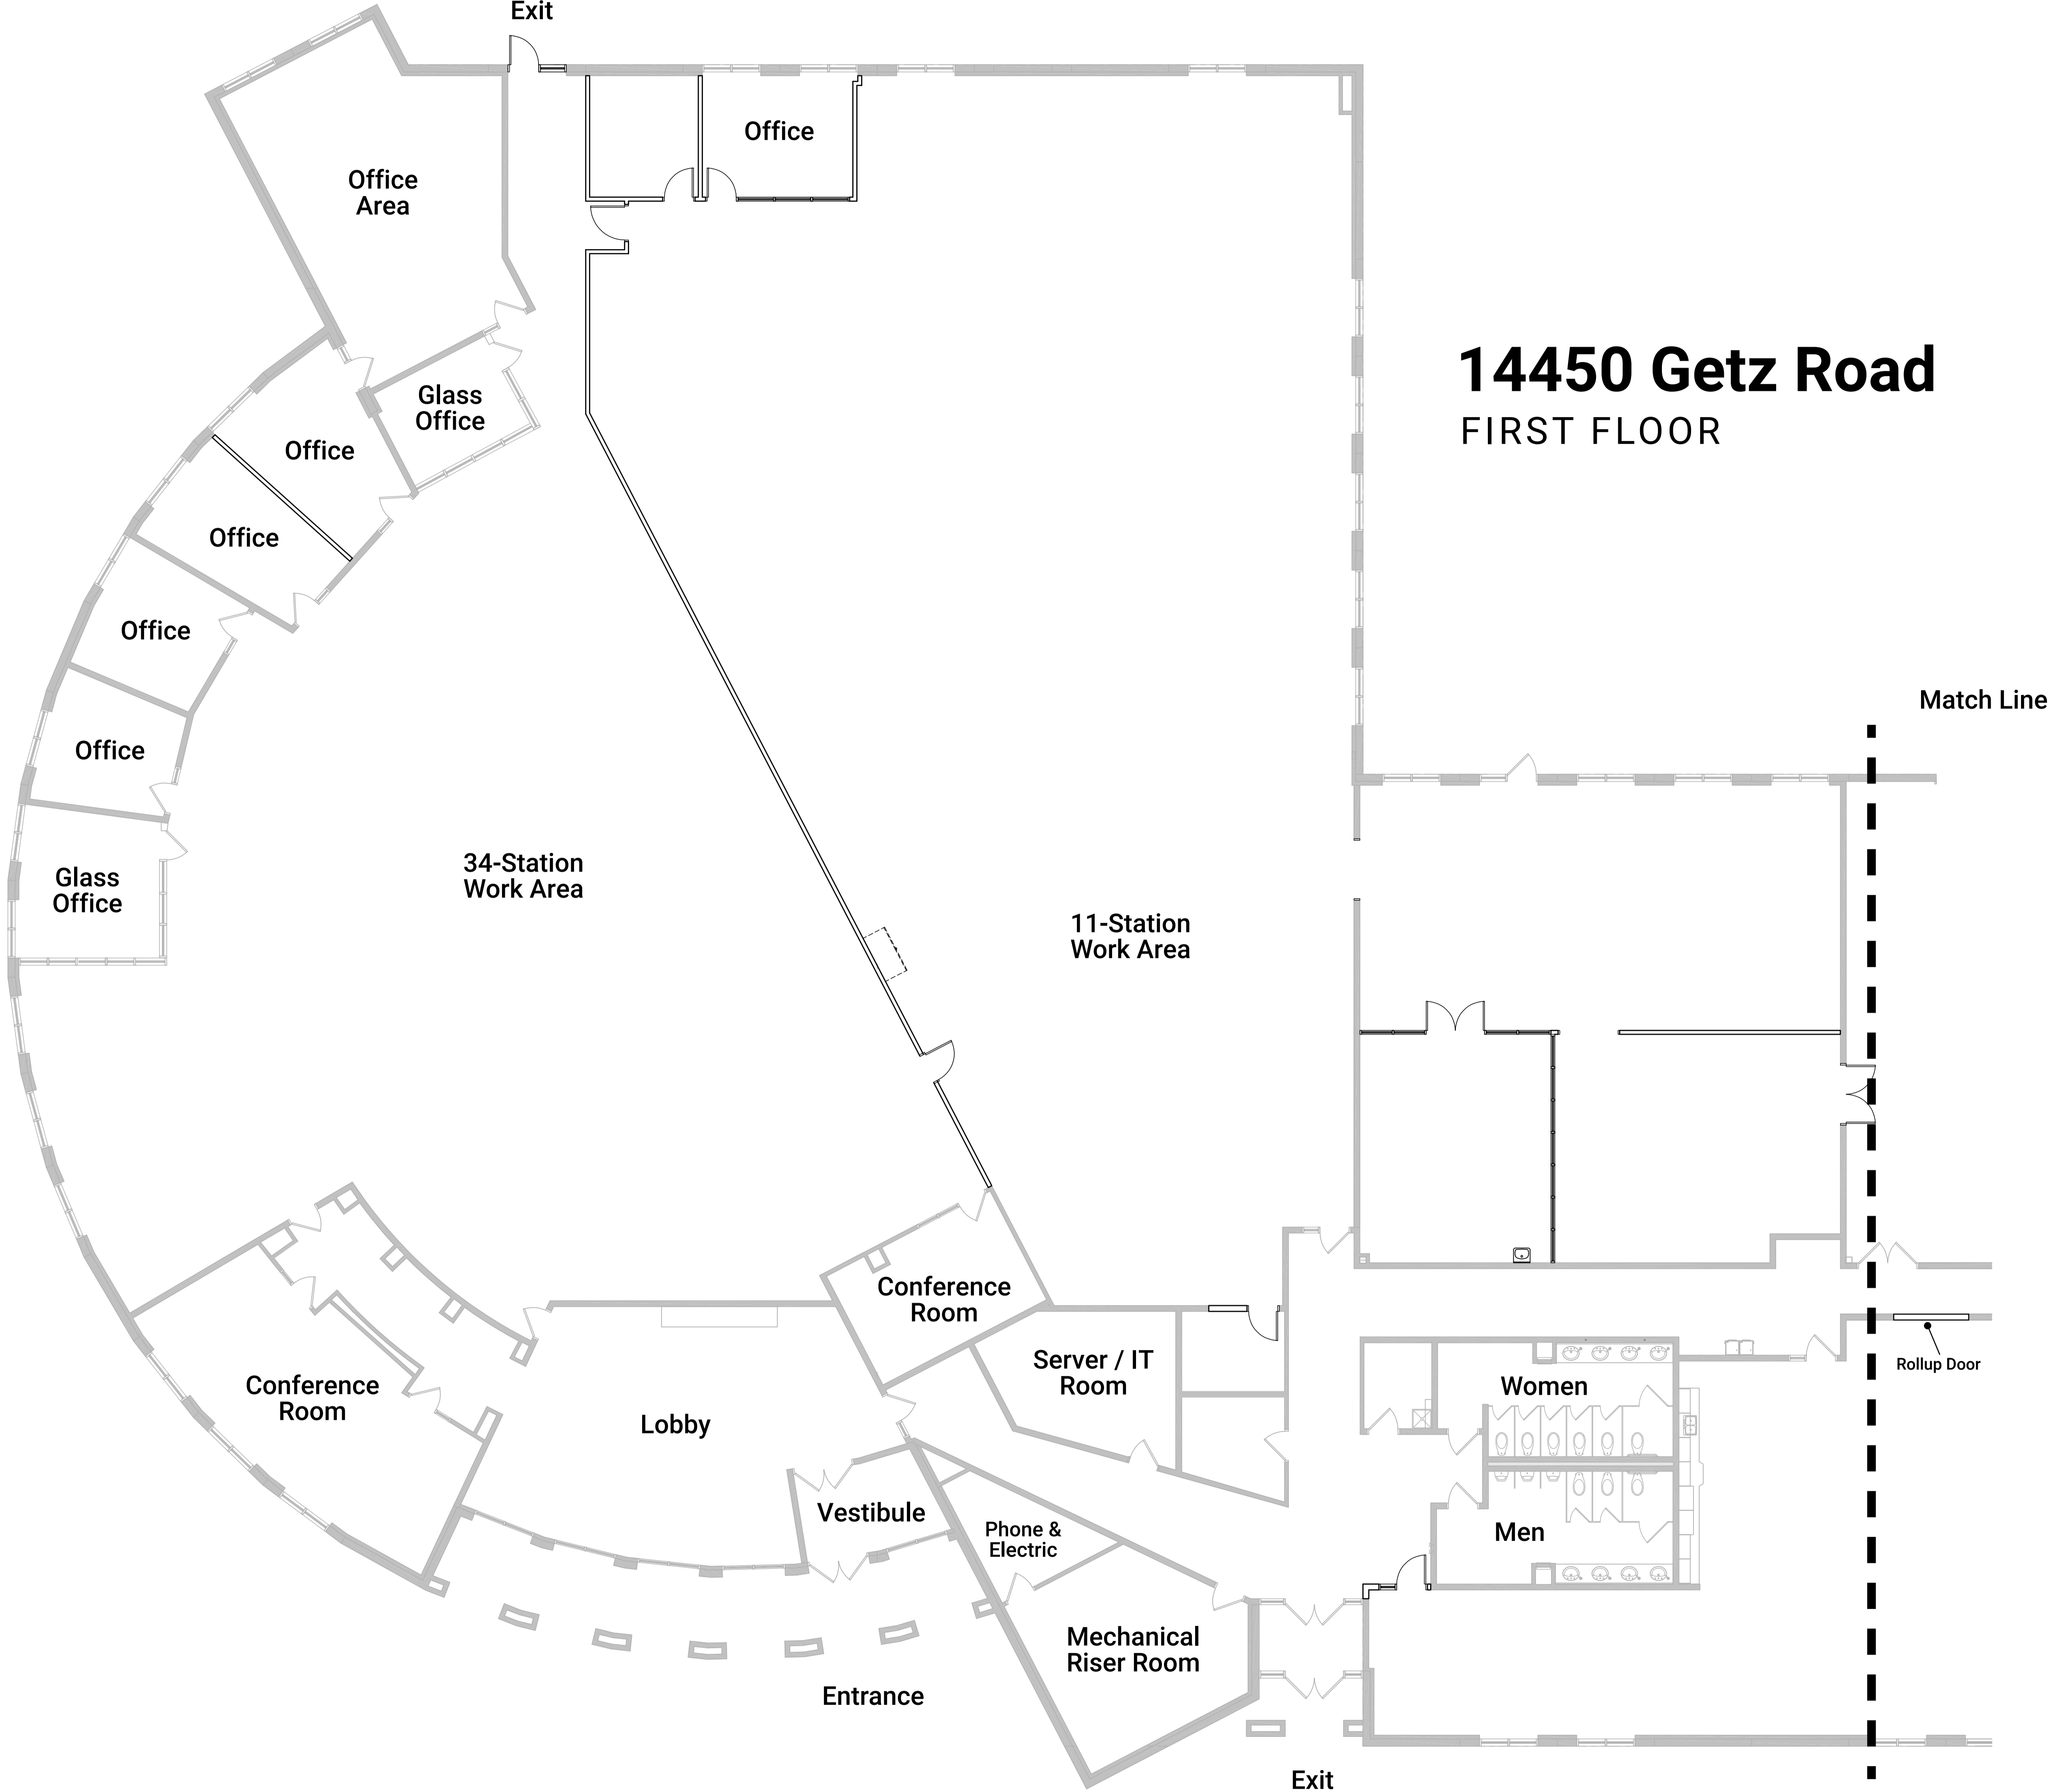 Exit
Office
Office
Area
14450 Getz Road
FIRST FLOOR
Glass
Office
Office
Office
Office
Match Line
Office
34-Station
Work Area
Glass
Office
11-Station
Work Area
Conference
Room
Server / IT
Room
Rollup Door
Conference
Room
Women
Lobby
Vestibule
Phone &
Electric
Men
Mechanical
Riser Room
Entrance
Exit